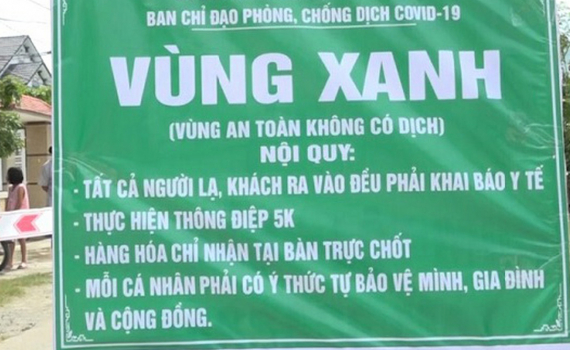 BAN CHỈ ĐẠO PHÒNG, CHỐNG DỊCH COVID-19
VÙNG XANH
(VÙNG AN TOÀN KHÔNG CÓ DỊCH)
NỘI QUY:
- TẤT CẢ NGƯỜI LẠ, KHÁCH RA VÀO ĐỀU PHẢI KHAI BÁO Y TẾ
- THỰC HIỆN THÔNG ĐIỆP 5K
- HÀNG HÓA CHỈ NHẬN TẠI BÀN TRỰC CHỐT
- MỖI CÁ NHÂN PHẢI CÓ Ý THỨC TỰ BẢO VỆ MÌNH, GIA ĐÌNH
VÀ CỘNG ĐỒNG.